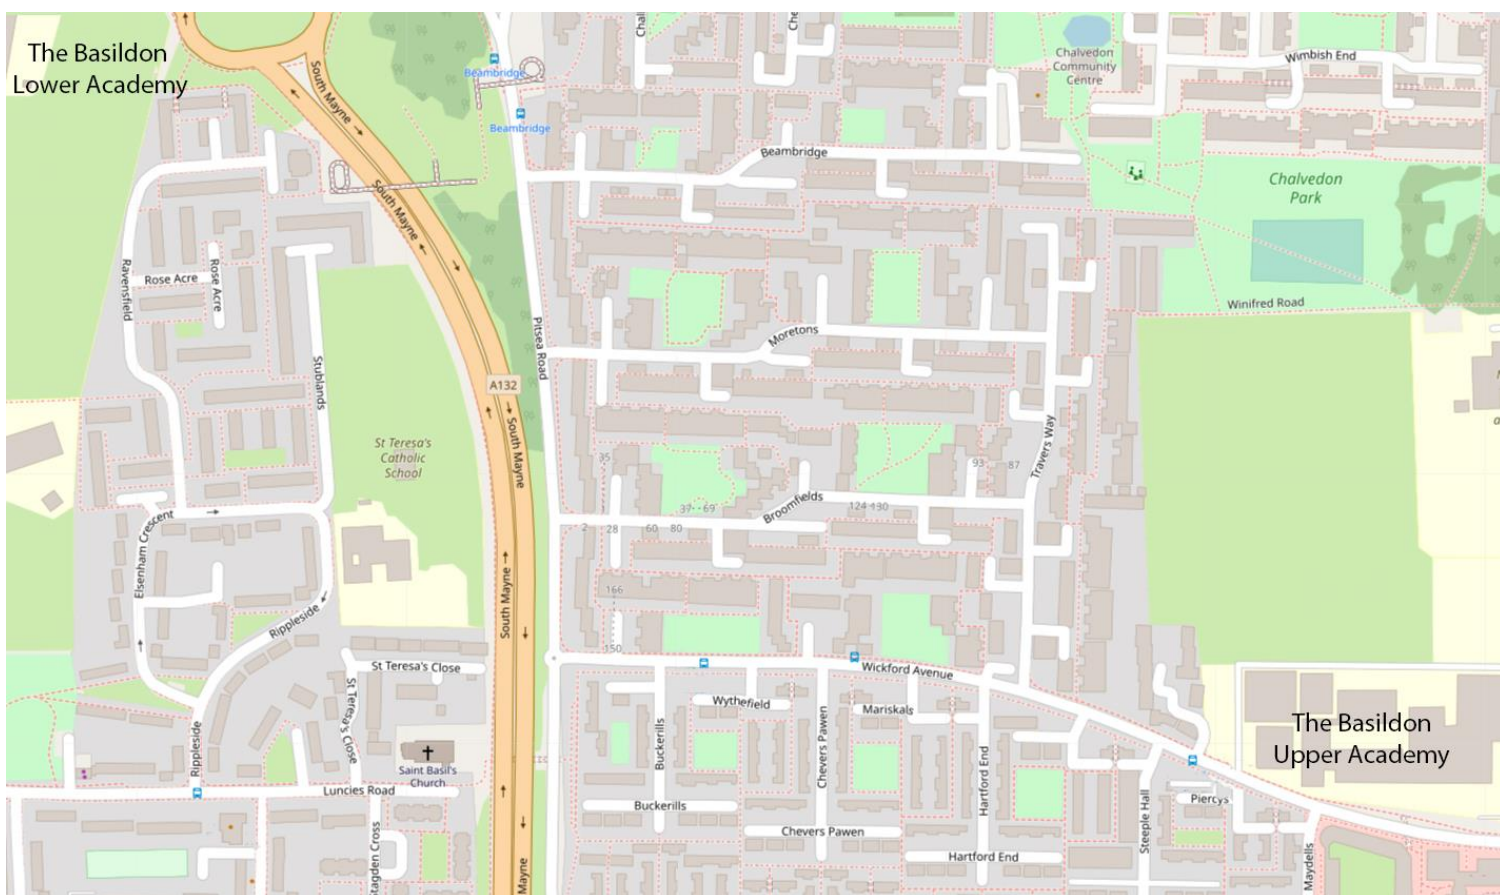 The Basildon
Lower Academy
South Mayne
Beambridge
Beambridge
Chalvedon
Community
Centre
Wimbish End
Beambridge
Chalvedon
Park
South Mayne
Winifred Road
Ravensfield
Rose Acre
Rose Acre
Stublands
Pitsea Road
Moretons
A132
South Mayne
St Teresa's
Catholic
School
Travers Way
35
93
87
37
69
Broomfields
124
130
2
28
60
80
Elsenham Crescent
166
150
South Mayne
Rippleside
St Teresa's Close
St Teresa's Close
Wickford Avenue
Wythefield
Mariskals
Buckerills
Chevers Pawen
Hartford End
The Basildon
Upper Academy
Rippleside
Saint Basil's
Church
Luncies Road
Buckerills
Piercys
Steeple Hall
Chevers Pawen
Hartford End
Maydells
Ragden Cross
Mayne